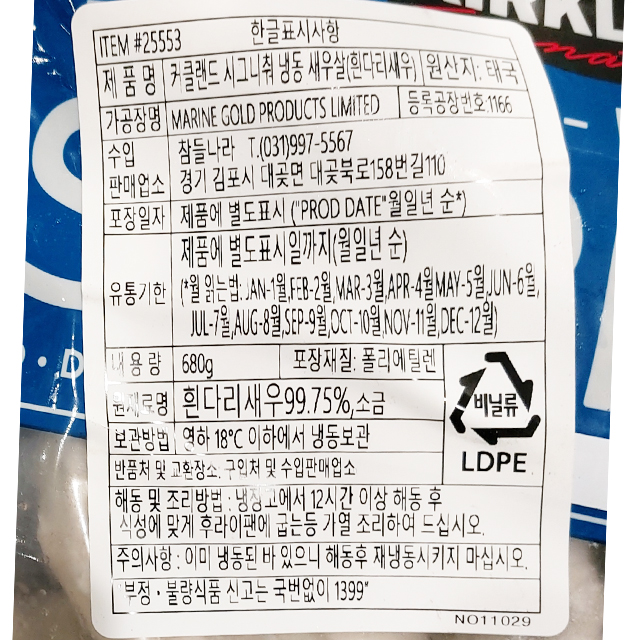 ITEM #25553 한글표시사항
제 품 명 커클랜드 시그니춰 냉동 새우살(흰다리새우) 원산지: 태국
가공장명 MARINE GOLD PRODUCTS LIMITED 등록공장번호:1166
수입 참들나라 T.(031)997-5567
판매업소 경기 김포시 대곶면 대곶북로158번길110
포장일자 제품에 별도표시 ("PROD DATE"월일년 순*)
제품에 별도표시일까지(월일년 순)
유통기한 (*월 읽는법: JAN-1월,FEB-2월,MAR-3월,APR-4월MAY-5월,JUN-6월,
JUL-7월,AUG-8월,SEP-9월,OCT-10월,NOV-11월,DEC-12월)
내 용 량 680g 포장재질: 폴리에틸렌
원재료명 흰다리새우99.75%,소금
비닐류
LDPE
보관방법 영하 18°C 이하에서 냉동보관
반품처 및 교환장소: 구입처 및 수입판매업소
해동 및 조리방법 : 냉장고에서 12시간 이상 해동 후
식성에 맞게 후라이팬에 굽는등 가열 조리하여 드십시오.
주의사항 : 이미 냉동된 바 있으니 해동후 재냉동시키지 마십시오.
"부정·불량식품 신고는 국번없이 1399"
NO11029